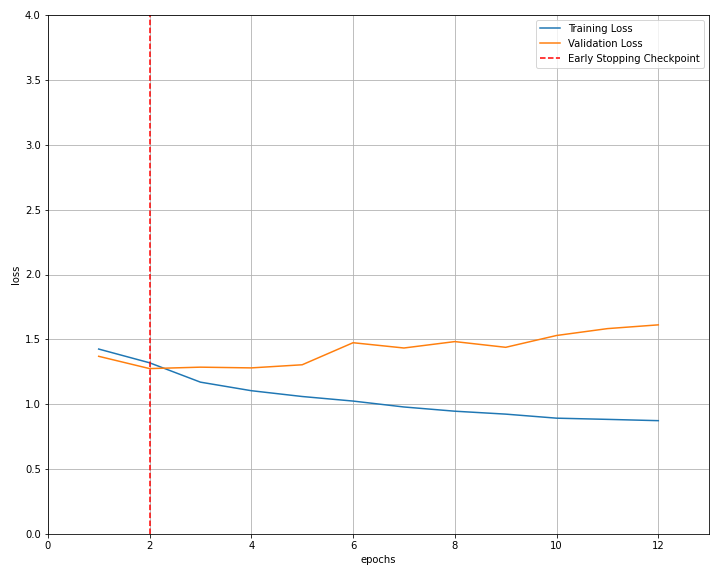 4.0
3.5
3.0
2.5
2.0
1.5
1.0
0.5
0.0
loss
Training Loss
Validation Loss
Early Stopping Checkpoint
0 2 4 6 8 10 12
epochs